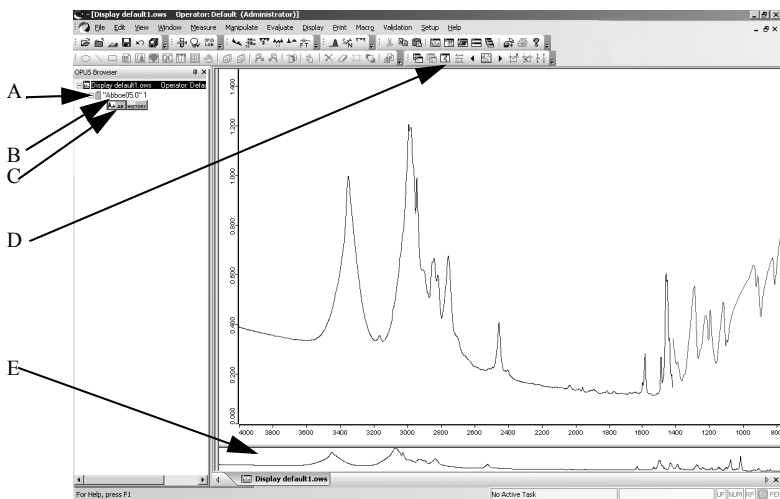 [Display default1.ows Operator: Default (Administrator)]
File Edit View Window Measure Manipulate Evaluate Display Print Macro Validation Setup Help
OPUS Browser
Display default1.ows Operator: Defau
A
"Abboe05.0" 1
AB HISTORY
B
C
D
E
1.400
1.200
1.000
0.800
0.600
0.400
0.200
0.000
4000 3800 3600 3400 3200 3000 2800 2600 2400 2200 2000 1800 1600 1400 1200 1000 800
Display default1.ows
For Help, press F1
No Active Task
UF NUM RF